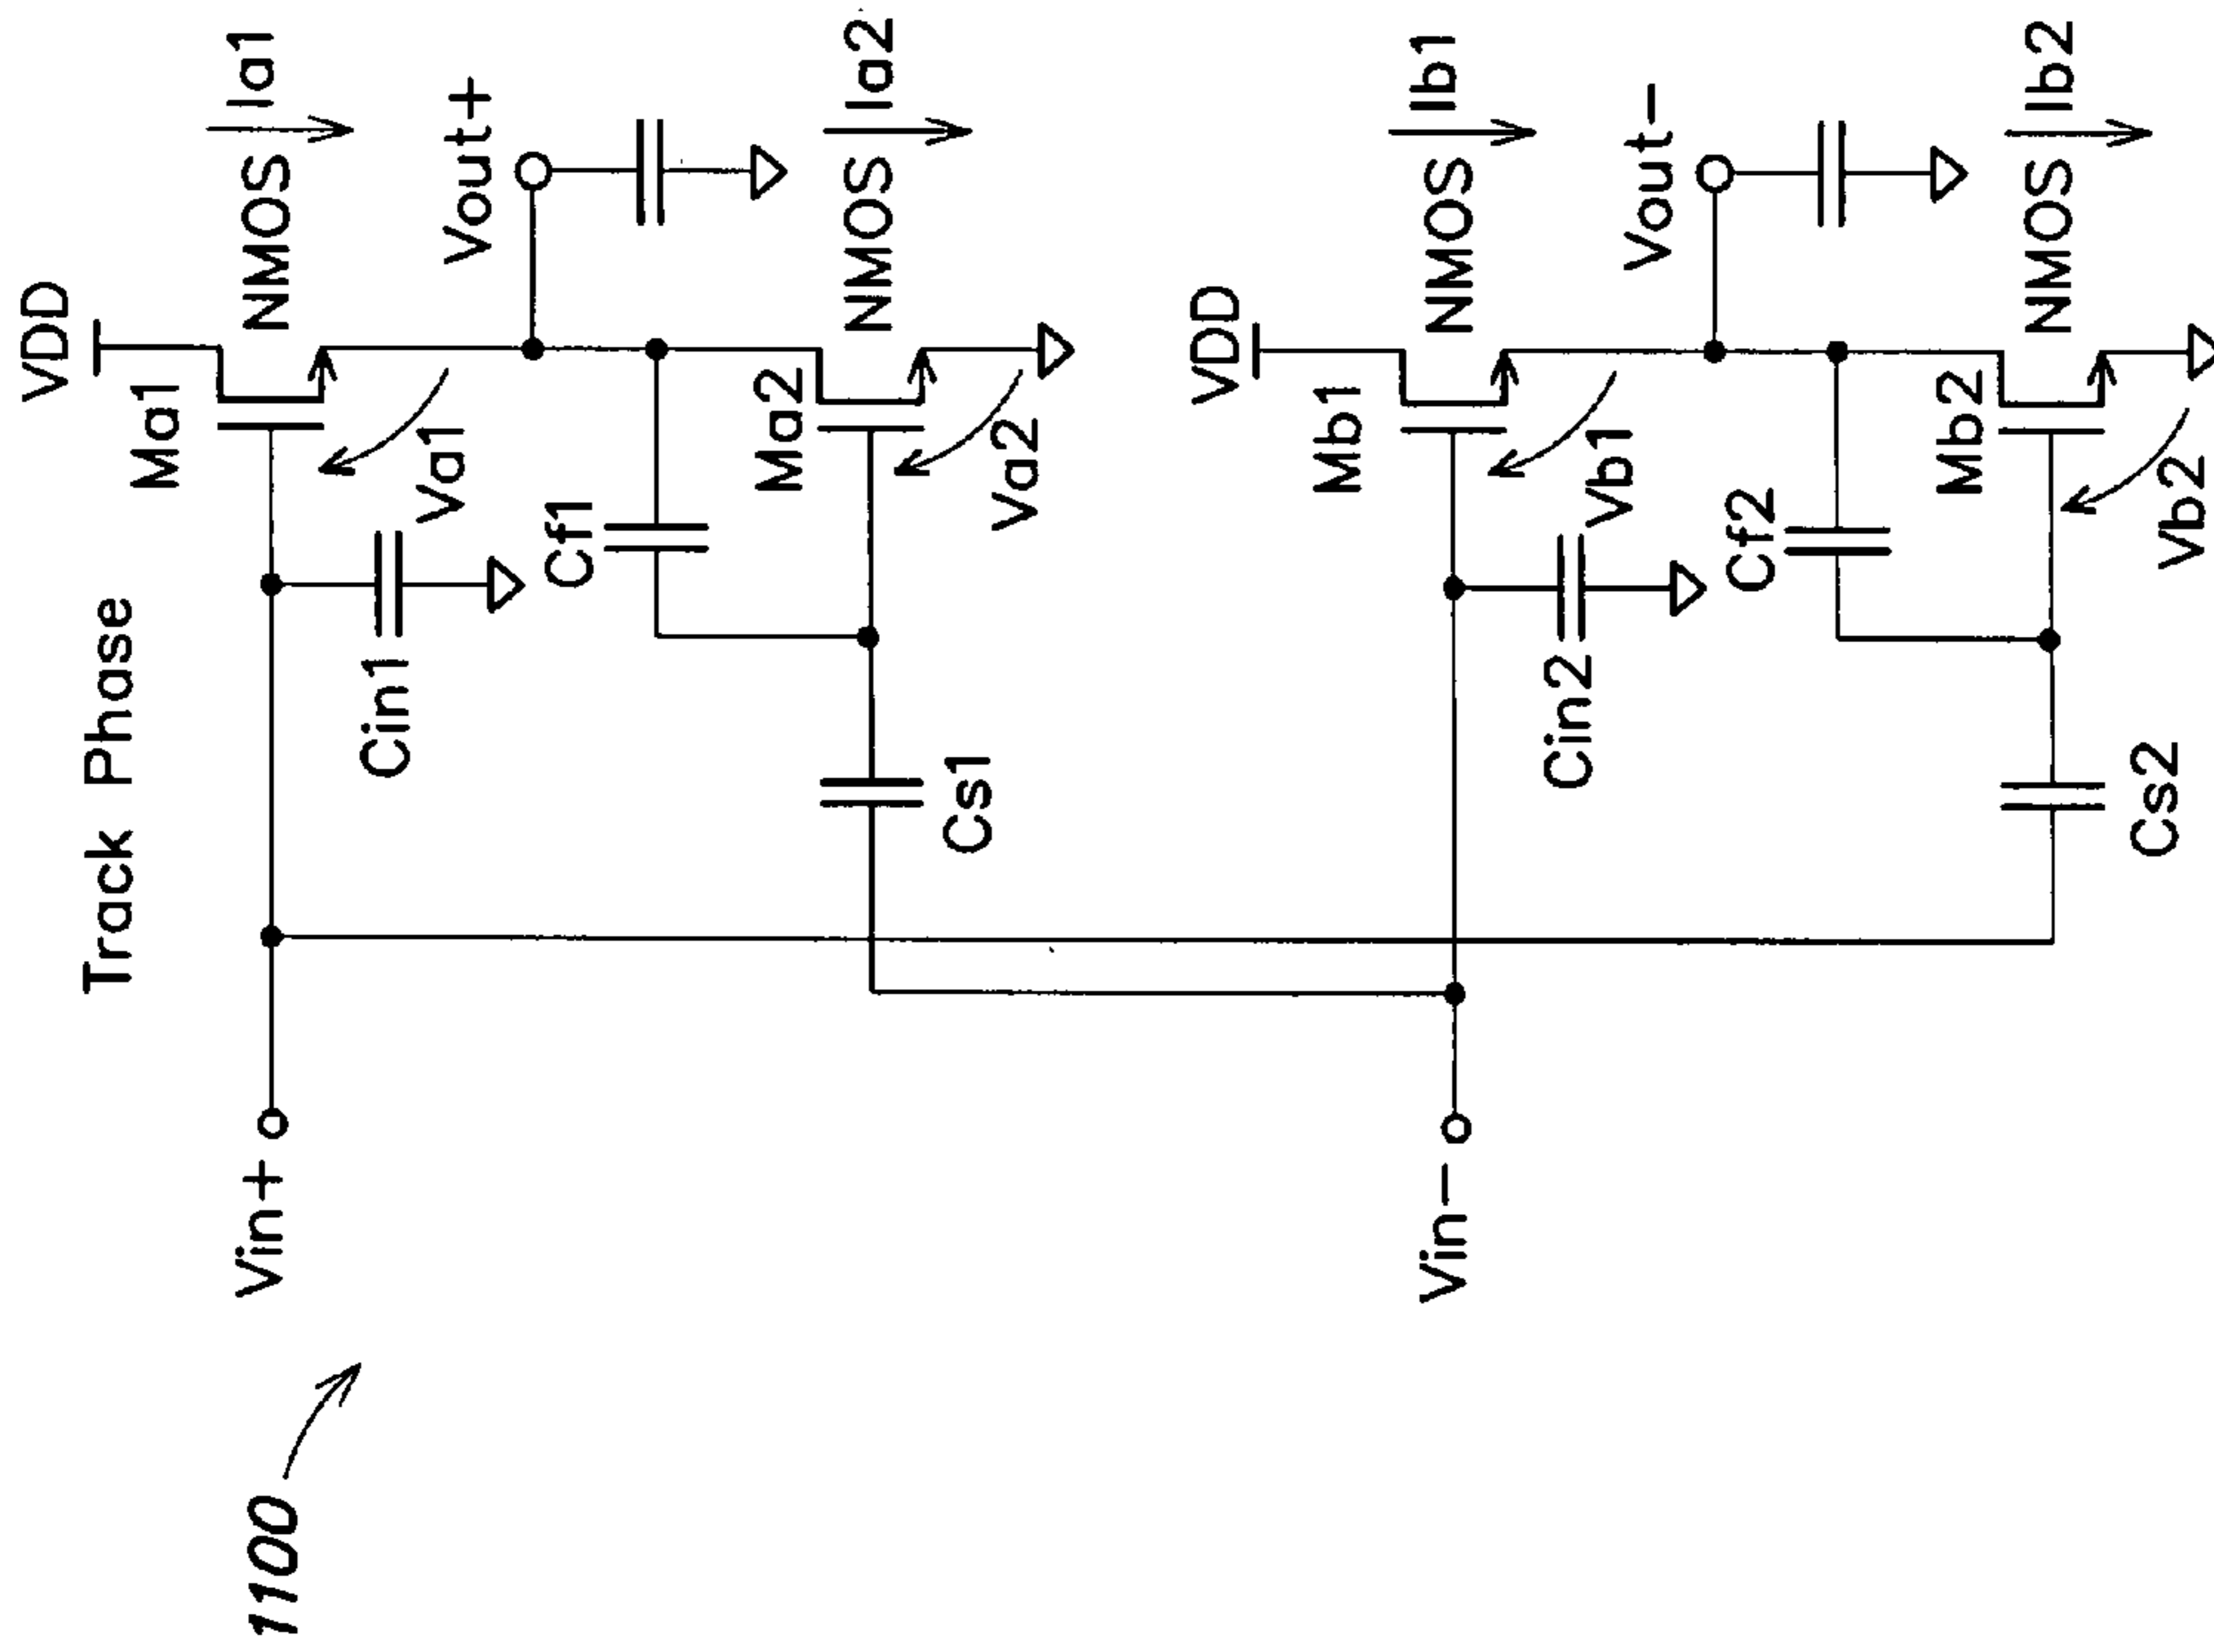 Track Phase
1100
VDD
Ma1
NMOS
Ia1
Vin+
Va1
Cin1
Vout+
Cf1
Ma2
NMOS
Ia2
Cs1
Va2
VDD
Mb1
NMOS
Ib1
Vin−
Vb1
Cin2
Vout−
Cf2
Mb2
NMOS
Ib2
Cs2
Vb2